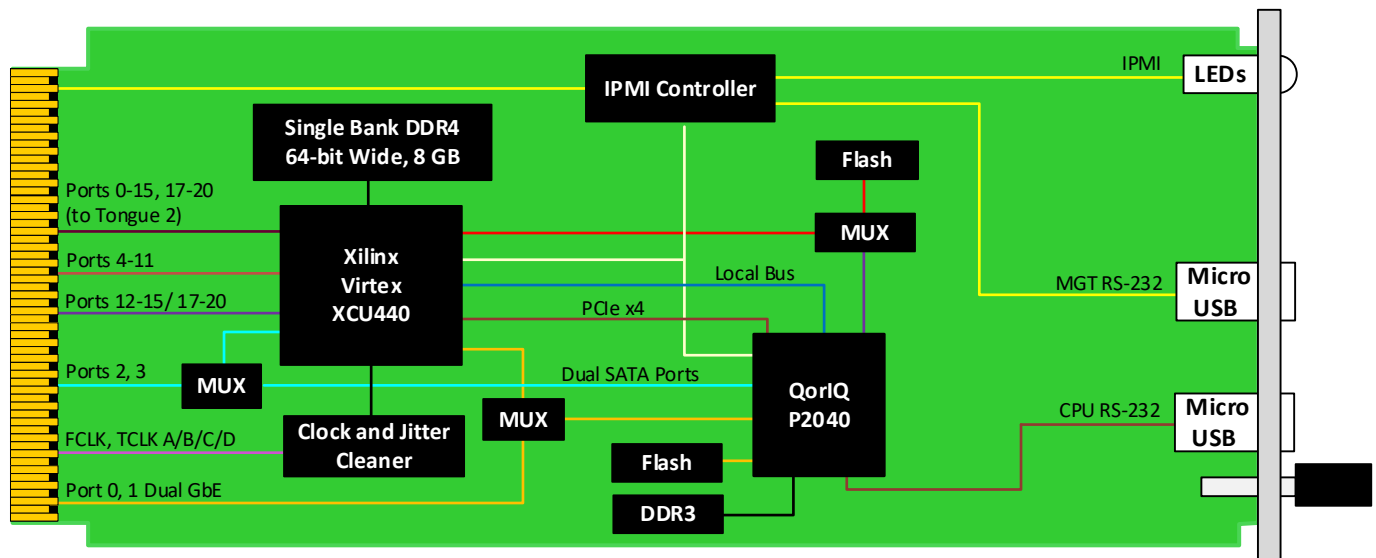 IPMI Controller
IPMI
LEDs
Single Bank DDR4
64-bit Wide, 8 GB
Flash
Ports 0-15, 17-20
(to Tongue 2)
MUX
Xilinx
Virtex
XCU440
Ports 4-11
Local Bus
MGT RS-232
Micro
USB
Ports 12-15/ 17-20
PCIe x4
Ports 2, 3
MUX
Dual SATA Ports
QorIQ
P2040
MUX
CPU RS-232
Micro
USB
FCLK, TCLK A/B/C/D
Clock and Jitter
Cleaner
Flash
Port 0, 1 Dual GbE
DDR3